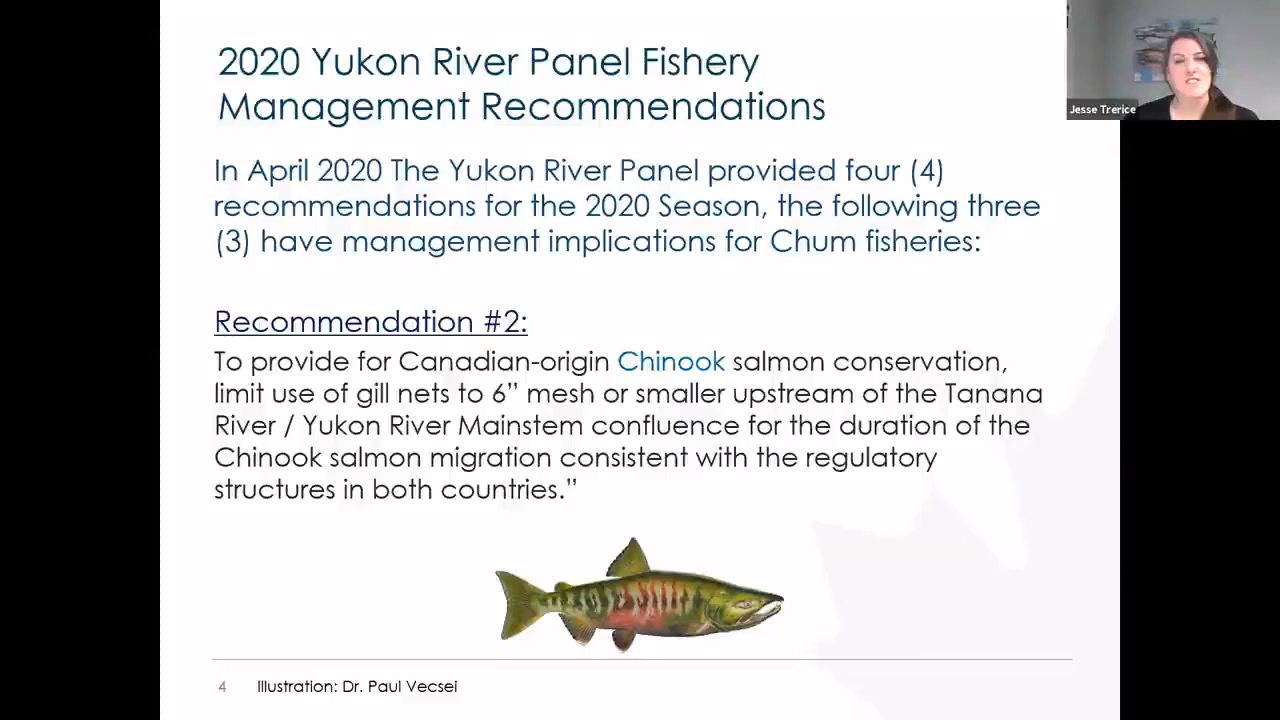 2020 Yukon River Panel Fishery
Management Recommendations
Jesse Trerice
In April 2020 The Yukon River Panel provided four (4)
recommendations for the 2020 Season, the following three
(3) have management implications for Chum fisheries:
Recommendation #2:
To provide for Canadian-origin Chinook salmon conservation,
limit use of gill nets to 6” mesh or smaller upstream of the Tanana
River / Yukon River Mainstem confluence for the duration of the
Chinook salmon migration consistent with the regulatory
structures in both countries.”
4 Illustration: Dr. Paul Vecsei